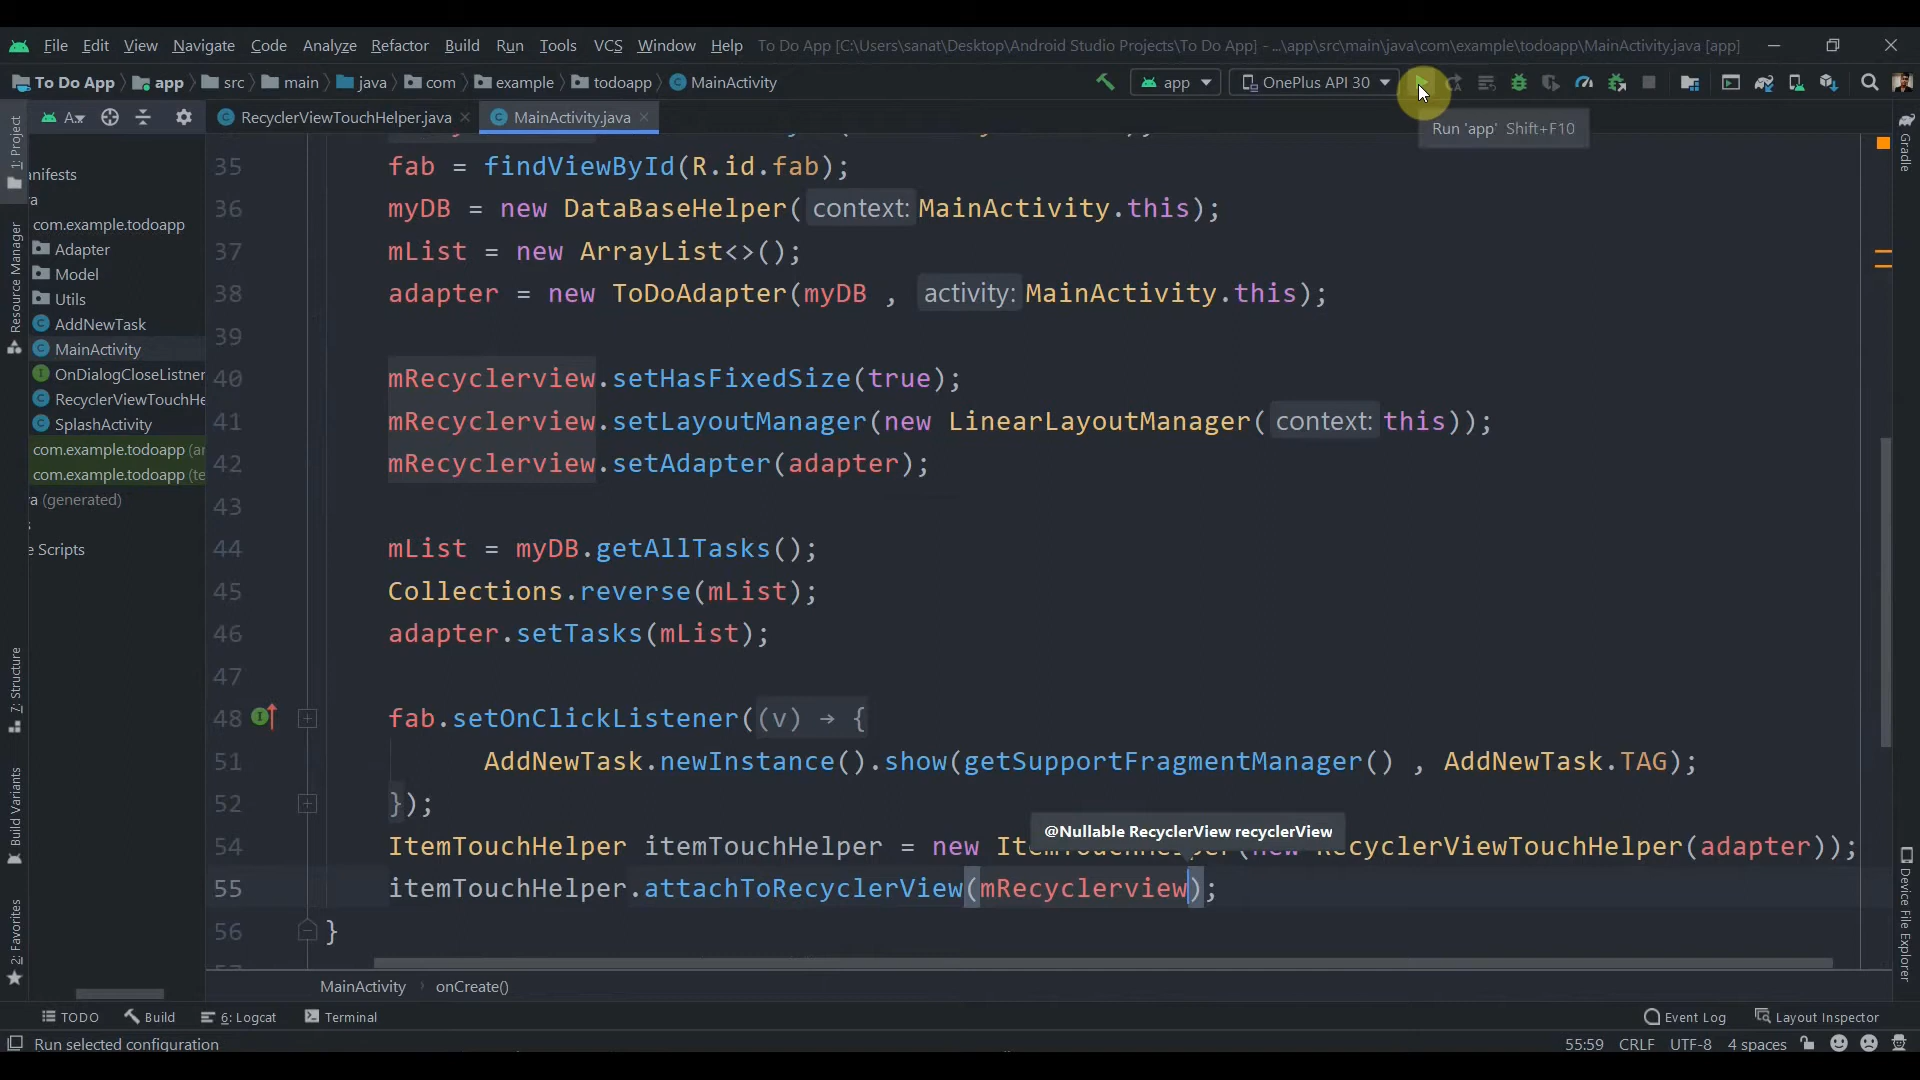 File Edit View Navigate Code Analyze Refactor Build Run Tools VCS Window Help To Do App [C:\Users\sanat\Desktop\Android Studio Projects\To Do App] - ...\app\src\main\java\com\example\todoapp\MainActivity.java [app]
To Do App app src main java com example todoapp MainActivity app OnePlus API 30
A... RecyclerViewTouchHelper.java MainActivity.java
Run 'app' Shift+F10
1: Project
Resource Manager
7: Structure
Build Variants
2: Favorites
anifests
a
com.example.todoapp
Adapter
Model
Utils
AddNewTask
MainActivity
OnDialogCloseListner
RecyclerViewTouchHe
SplashActivity
com.example.todoapp (ar
com.example.todoapp (te
a (generated)
s
e Scripts
35 fab = findViewById(R.id.fab);
36 myDB = new DataBaseHelper( context: MainActivity.this);
37 mList = new ArrayList<>();
38 adapter = new ToDoAdapter(myDB , activity: MainActivity.this);
39
40 mRecyclerview.setHasFixedSize(true);
41 mRecyclerview.setLayoutManager(new LinearLayoutManager( context: this));
42 mRecyclerview.setAdapter(adapter);
43
44 mList = myDB.getAllTasks();
45 Collections.reverse(mList);
46 adapter.setTasks(mList);
47
48 fab.setOnClickListener((v) → {
51 AddNewTask.newInstance().show(getSupportFragmentManager() , AddNewTask.TAG);
52 });
@Nullable RecyclerView recyclerView
54 ItemTouchHelper itemTouchHelper = new ItemTouchHelper(new RecyclerViewTouchHelper(adapter));
55 itemTouchHelper.attachToRecyclerView(mRecyclerview);
56 }
Gradle
Device File Explorer
MainActivity › onCreate()
TODO Build 6: Logcat Terminal Event Log Layout Inspector
Run selected configuration 55:59 CRLF UTF-8 4 spaces